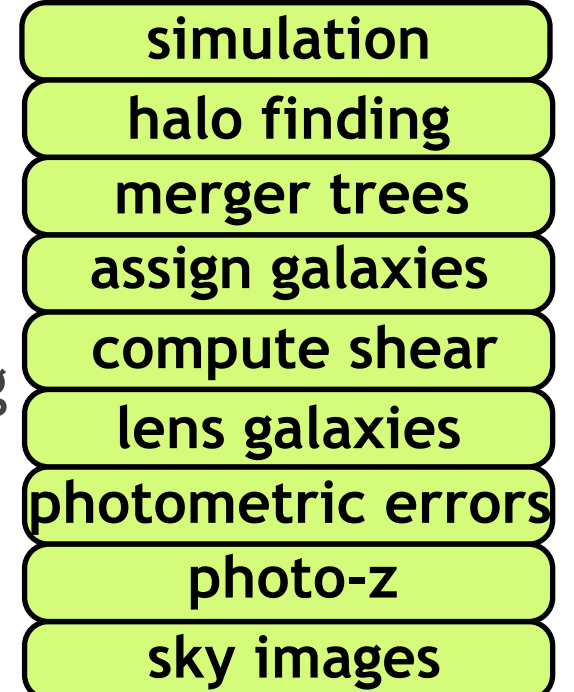 simulation
halo finding
merger trees
assign galaxies
compute shear
lens galaxies
photometric errors
photo-z
sky images